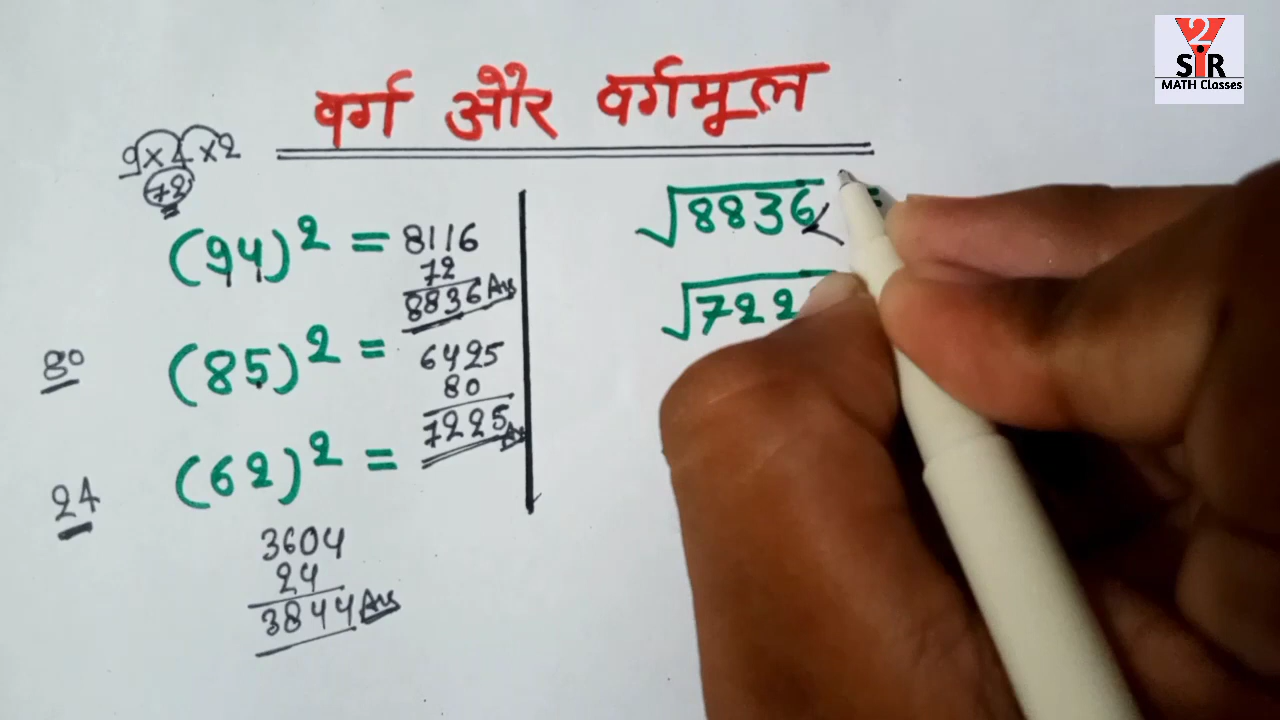 वर्ग और वर्गमूल
2
SIR
MATH Classes
9×4×2
72
(94)² = 8116
72
8836 Ans
80
(85)² = 6425
80
7225 Ans
24
(62)² =
3604
24
3844 Ans
√8836 =
√722